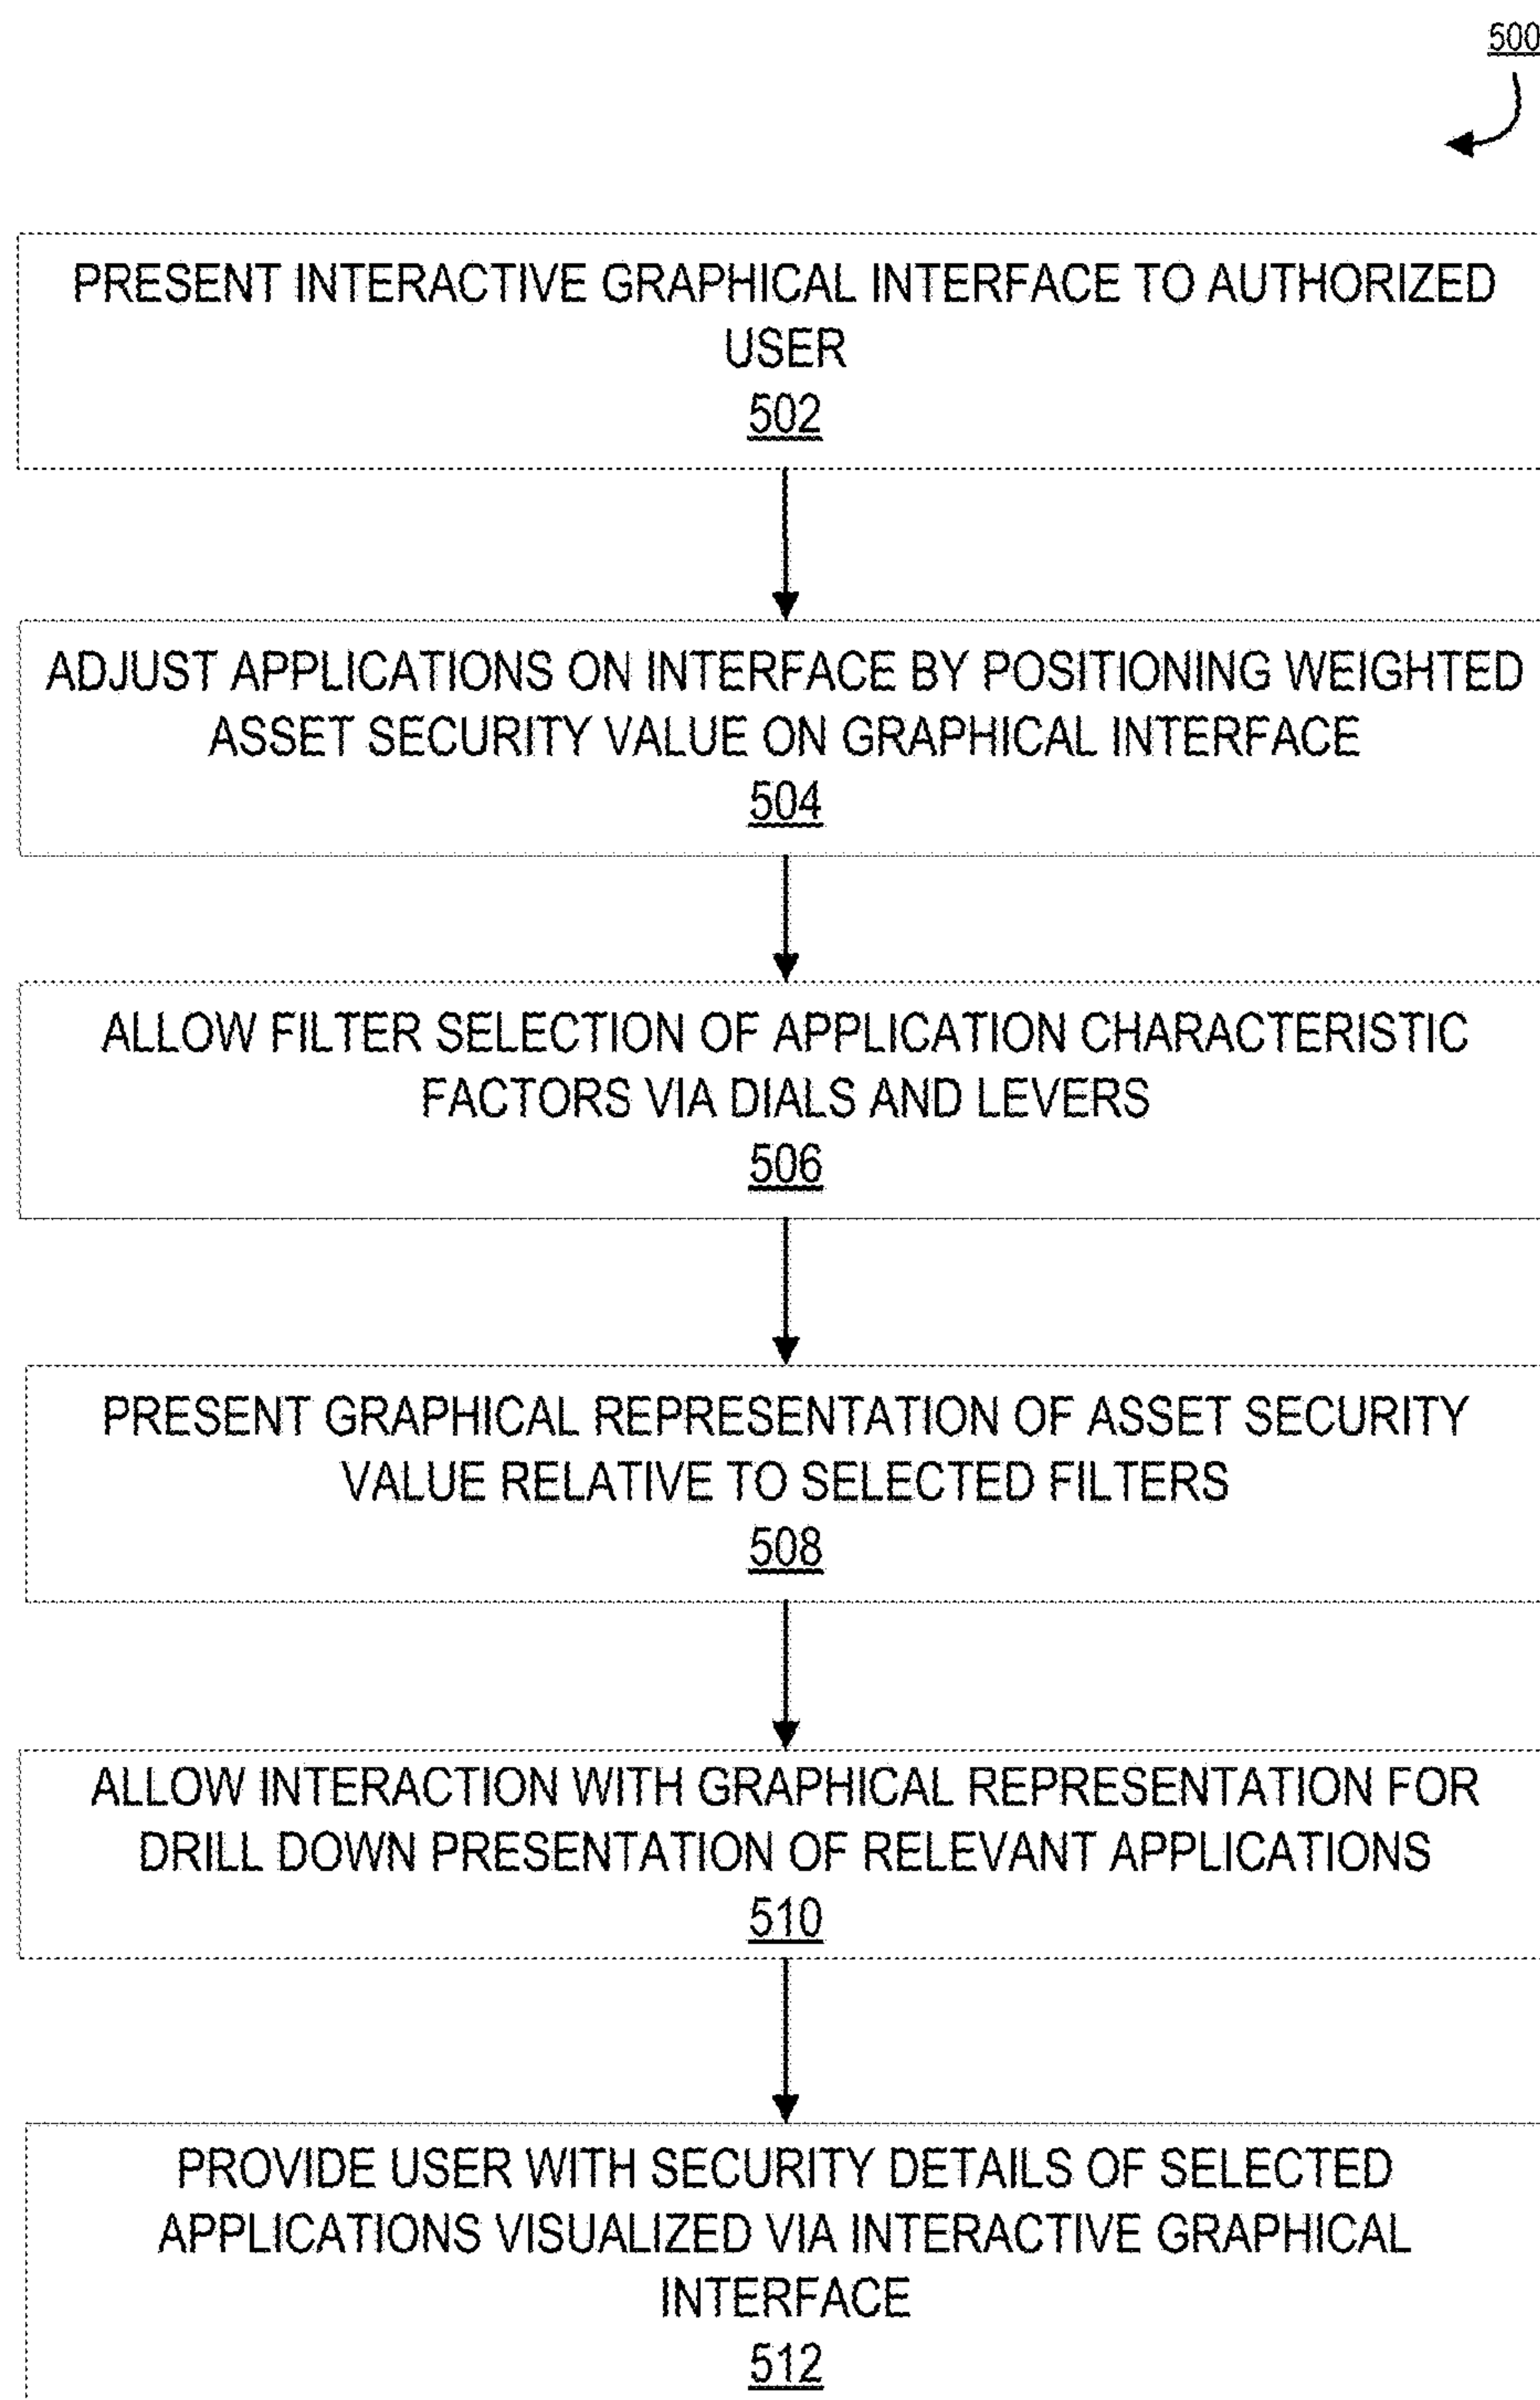 500
PRESENT INTERACTIVE GRAPHICAL INTERFACE TO AUTHORIZED
USER
502
ADJUST APPLICATIONS ON INTERFACE BY POSITIONING WEIGHTED
ASSET SECURITY VALUE ON GRAPHICAL INTERFACE
504
ALLOW FILTER SELECTION OF APPLICATION CHARACTERISTIC
FACTORS VIA DIALS AND LEVERS
506
PRESENT GRAPHICAL REPRESENTATION OF ASSET SECURITY
VALUE RELATIVE TO SELECTED FILTERS
508
ALLOW INTERACTION WITH GRAPHICAL REPRESENTATION FOR
DRILL DOWN PRESENTATION OF RELEVANT APPLICATIONS
510
PROVIDE USER WITH SECURITY DETAILS OF SELECTED
APPLICATIONS VISUALIZED VIA INTERACTIVE GRAPHICAL
INTERFACE
512